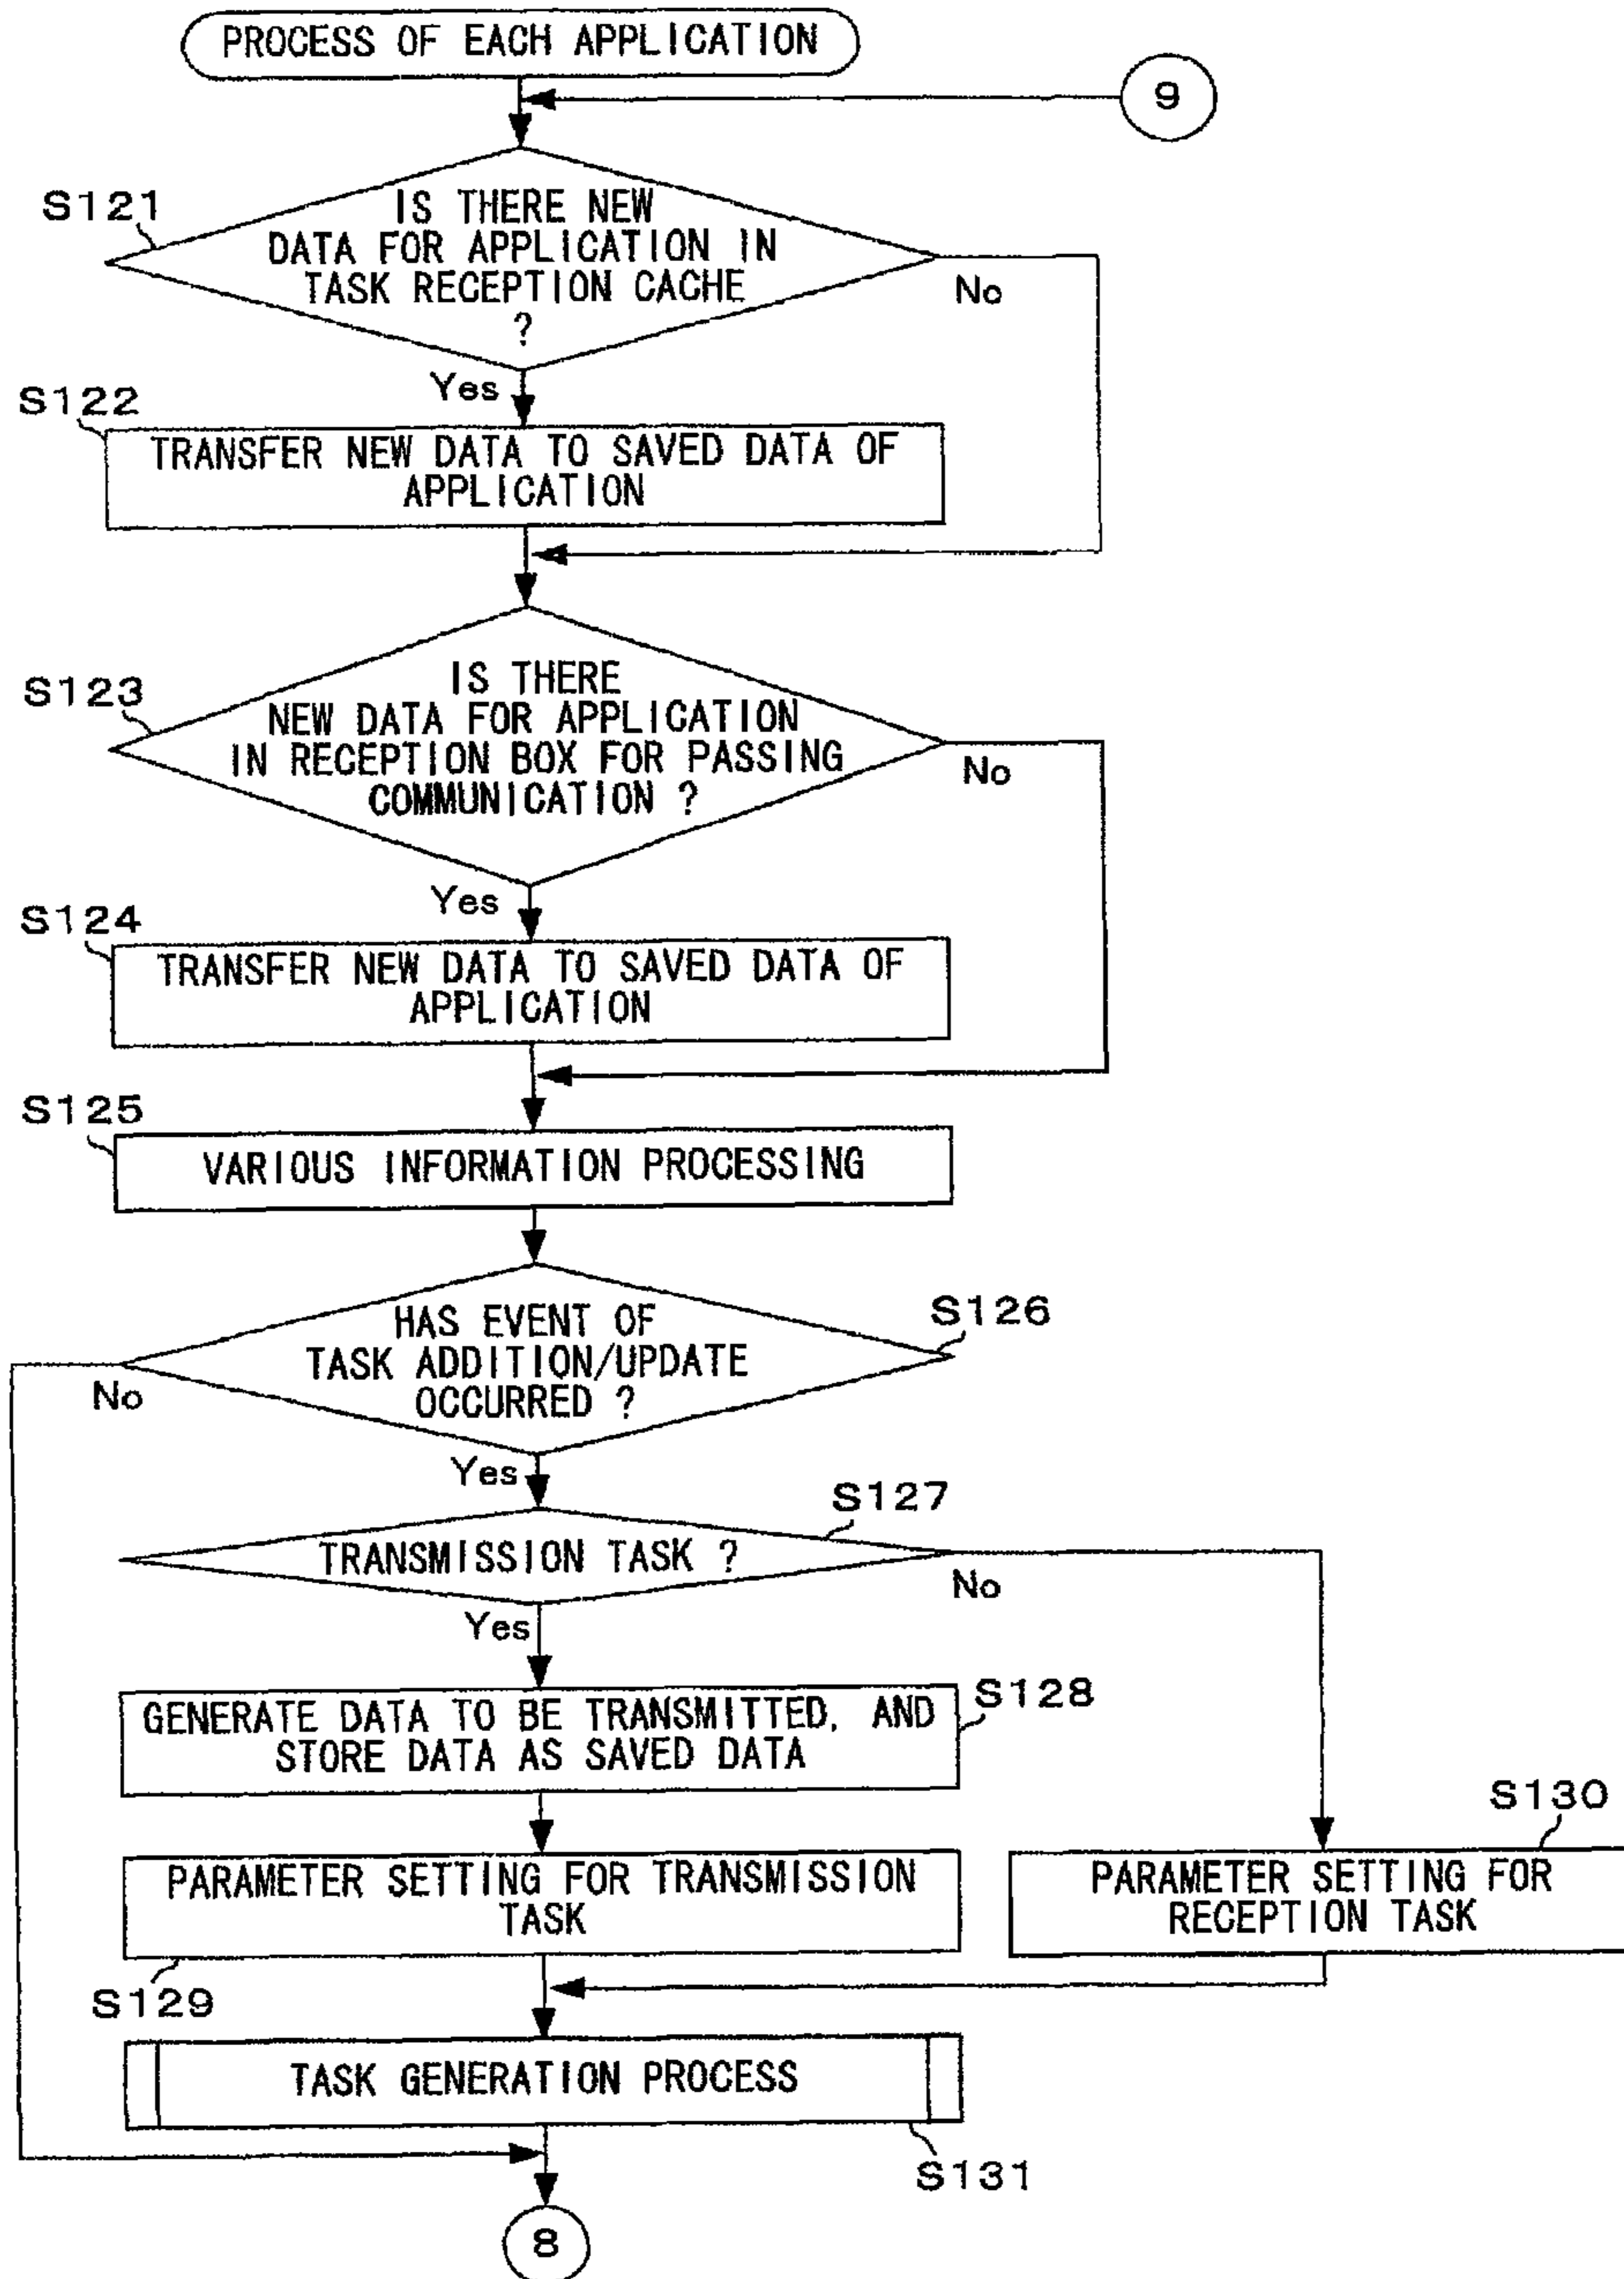 PROCESS OF EACH APPLICATION
9
S121
IS THERE NEW
DATA FOR APPLICATION IN
TASK RECEPTION CACHE
?
No
Yes
S122
TRANSFER NEW DATA TO SAVED DATA OF
APPLICATION
S123
IS THERE
NEW DATA FOR APPLICATION
IN RECEPTION BOX FOR PASSING
COMMUNICATION ?
No
Yes
S124
TRANSFER NEW DATA TO SAVED DATA OF
APPLICATION
S125
VARIOUS INFORMATION PROCESSING
S126
HAS EVENT OF
TASK ADDITION/UPDATE
OCCURRED ?
No
Yes
S127
TRANSMISSION TASK ?
No
Yes
S128
GENERATE DATA TO BE TRANSMITTED, AND
STORE DATA AS SAVED DATA
S130
PARAMETER SETTING FOR TRANSMISSION
TASK
PARAMETER SETTING FOR
RECEPTION TASK
S129
TASK GENERATION PROCESS
S131
8